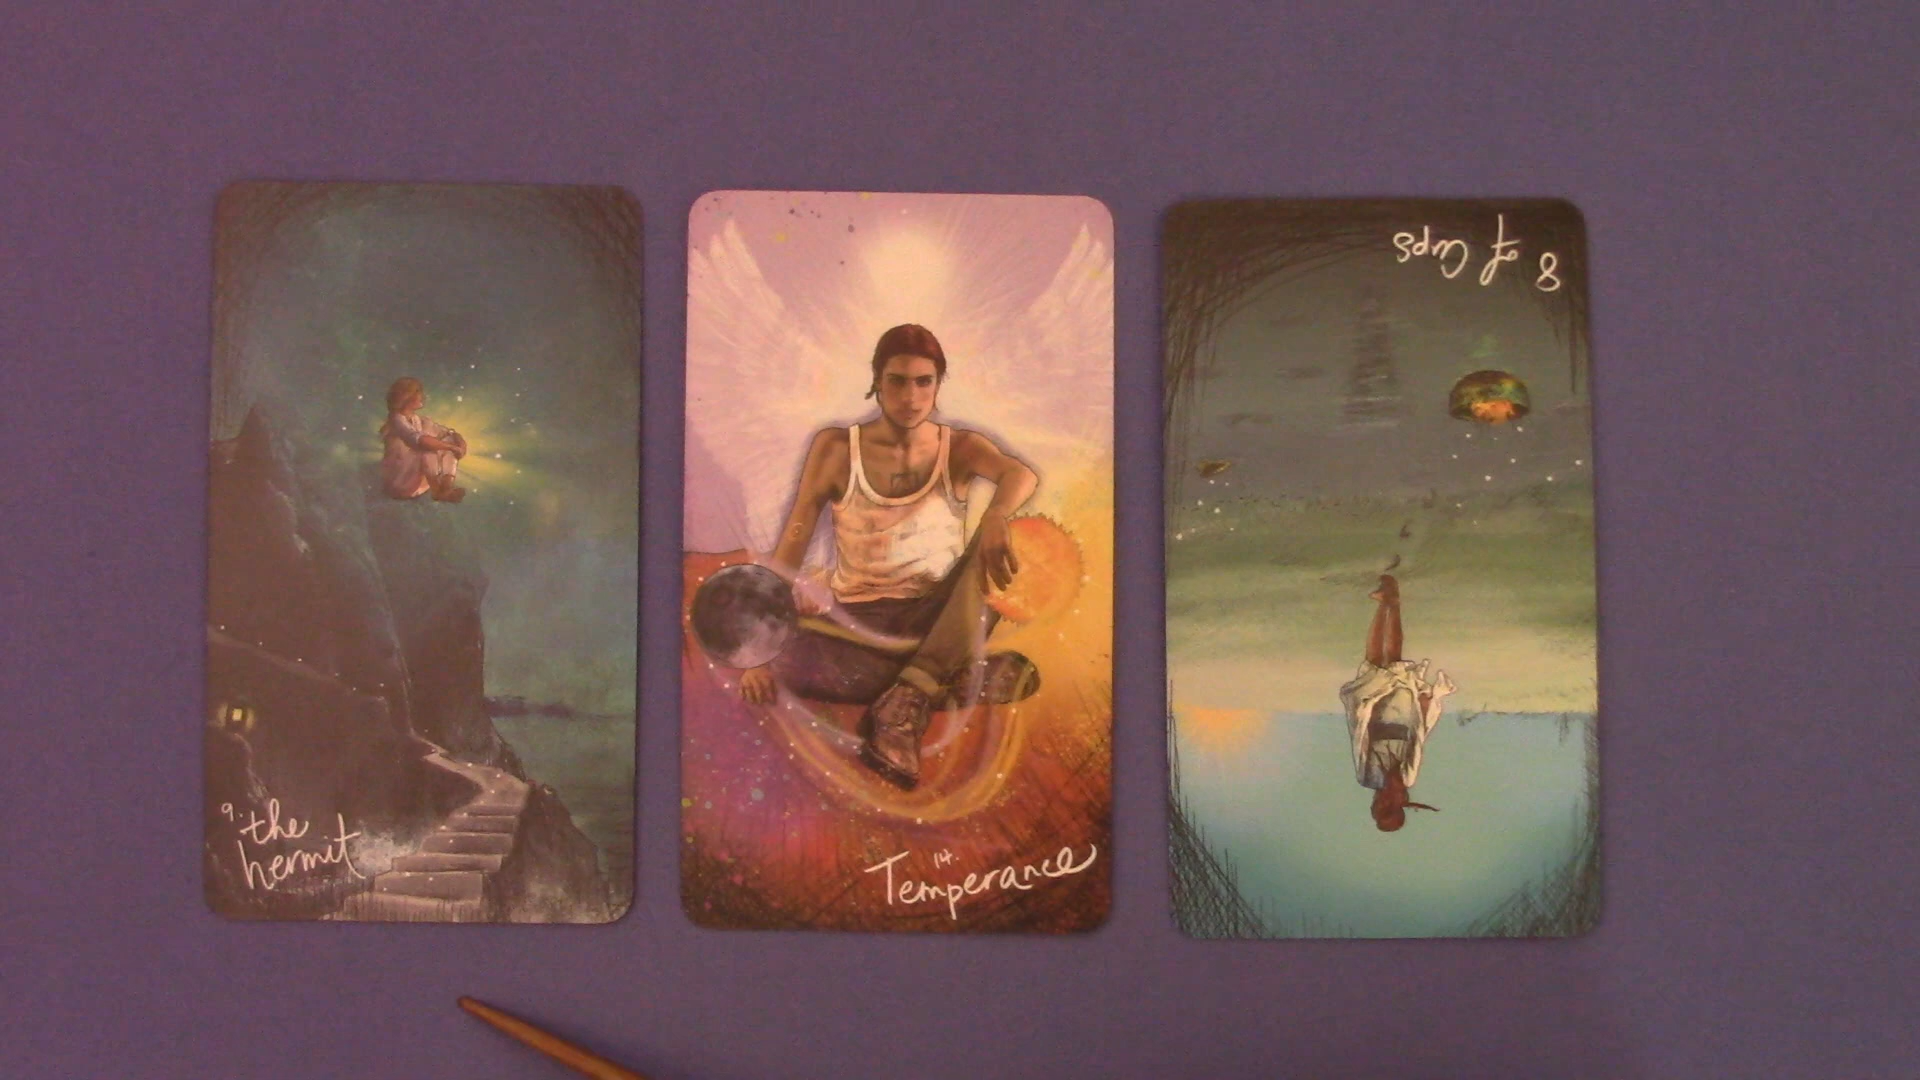 9.
the
hermit
14.
Temperance
8 of Cups